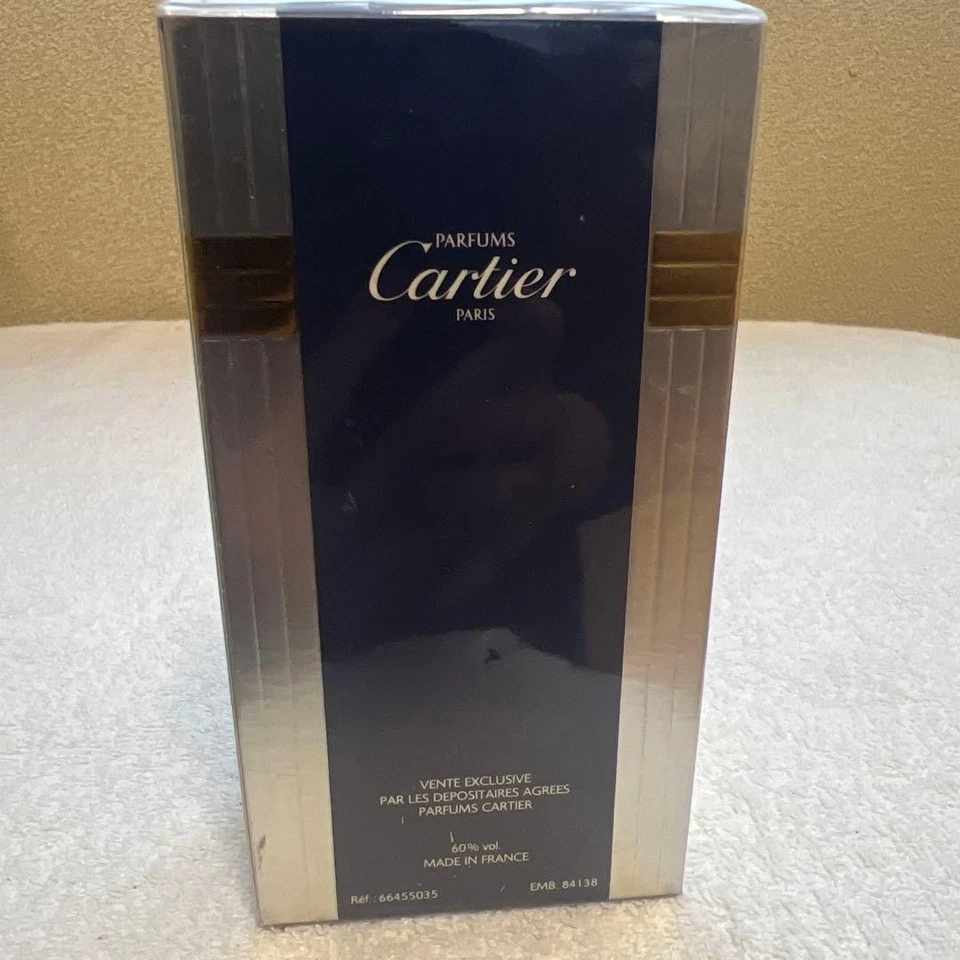 PARFUMS
Cartier
PARIS
VENTE EXCLUSIVE
PAR LES DEPOSITAIRES AGREES
PARFUMS CARTIER
60% vol.
MADE IN FRANCE
Réf : 66455035
EMB. 84138